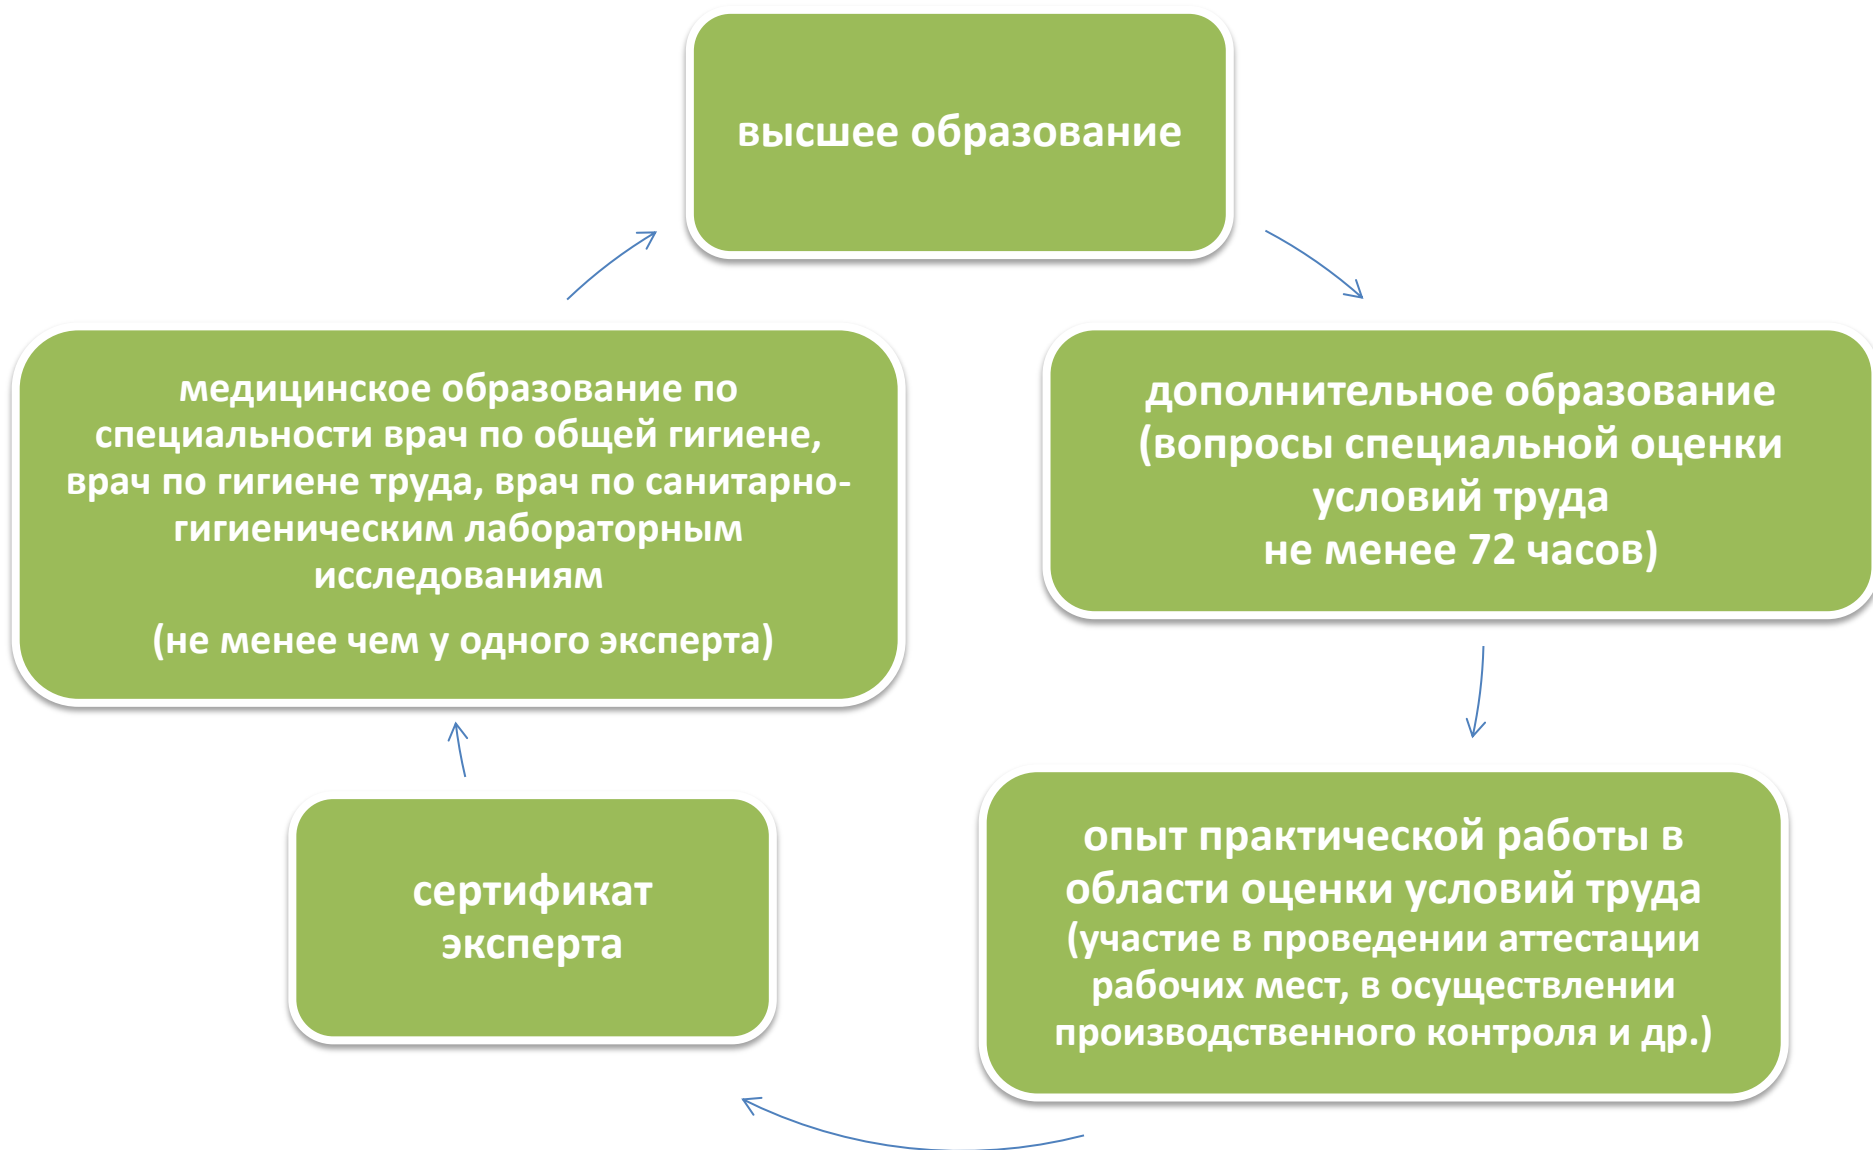 высшее образование
дополнительное образование
(вопросы специальной оценки
условий труда
не менее 72 часов)
опыт практической работы в
области оценки условий труда
(участие в проведении аттестации
рабочих мест, в осуществлении
производственного контроля и др.)
сертификат
эксперта
медицинское образование по
специальности врач по общей гигиене,
врач по гигиене труда, врач по санитарно-
гигиеническим лабораторным
исследованиям
(не менее чем у одного эксперта)